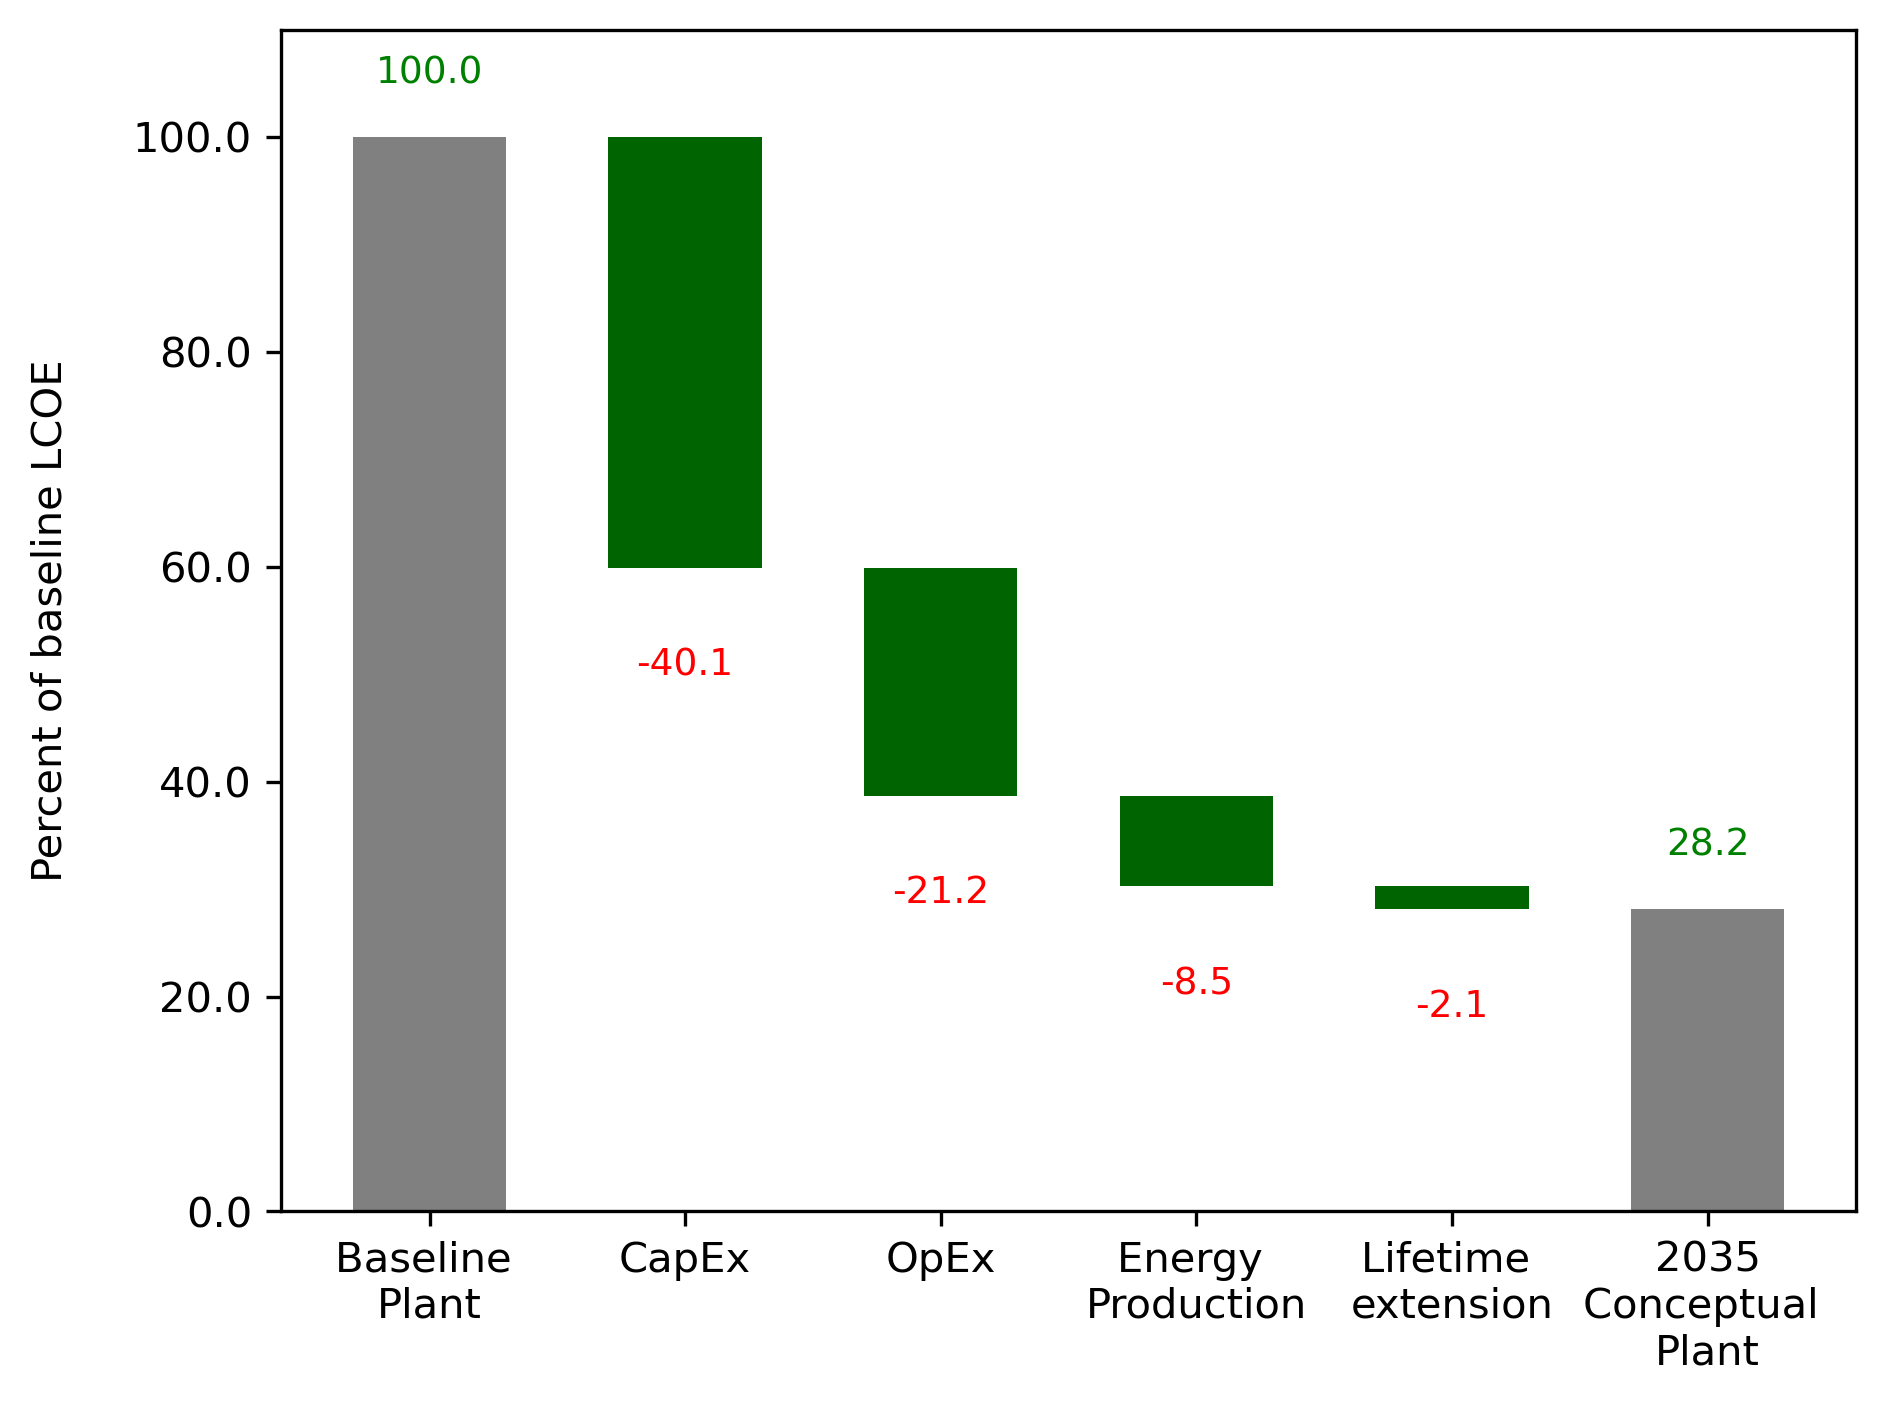 100.0
100.0
80.0
60.0
40.0
20.0
0.0
Percent of baseline LCOE
-40.1
-21.2
-8.5
-2.1
28.2
Baseline
Plant
CapEx
OpEx
Energy
Production
Lifetime
extension
2035
Conceptual
Plant